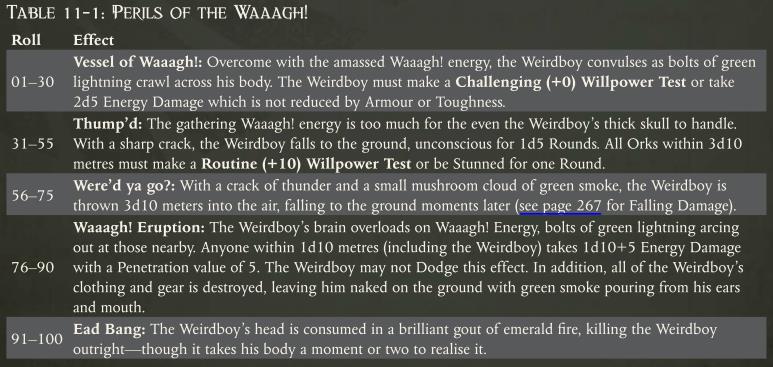 TABLE 11-1: PERILS OF THE WAAAGH!
Roll Effect
Vessel of Waaagh!: Overcome with the amassed Waaagh! energy, the Weirdboy convulses as bolts of green
01–30 lightning crawl across his body. The Weirdboy must make a Challenging (+0) Willpower Test or take
2d5 Energy Damage which is not reduced by Armour or Toughness.
Thump'd: The gathering Waaagh! energy is too much for the even the Weirdboy's thick skull to handle.
31–55 With a sharp crack, the Weirdboy falls to the ground, unconscious for 1d5 Rounds. All Orks within 3d10
metres must make a Routine (+10) Willpower Test or be Stunned for one Round.
56–75 Were'd ya go?: With a crack of thunder and a small mushroom cloud of green smoke, the Weirdboy is
thrown 3d10 meters into the air, falling to the ground moments later (see page 267 for Falling Damage).
Waaagh! Eruption: The Weirdboy's brain overloads on Waaagh! Energy, bolts of green lightning arcing
out at those nearby. Anyone within 1d10 metres (including the Weirdboy) takes 1d10+5 Energy Damage
76–90 with a Penetration value of 5. The Weirdboy may not Dodge this effect. In addition, all of the Weirdboy's
clothing and gear is destroyed, leaving him naked on the ground with green smoke pouring from his ears
and mouth.
91–100 Ead Bang: The Weirdboy's head is consumed in a brilliant gout of emerald fire, killing the Weirdboy
outright—though it takes his body a moment or two to realise it.